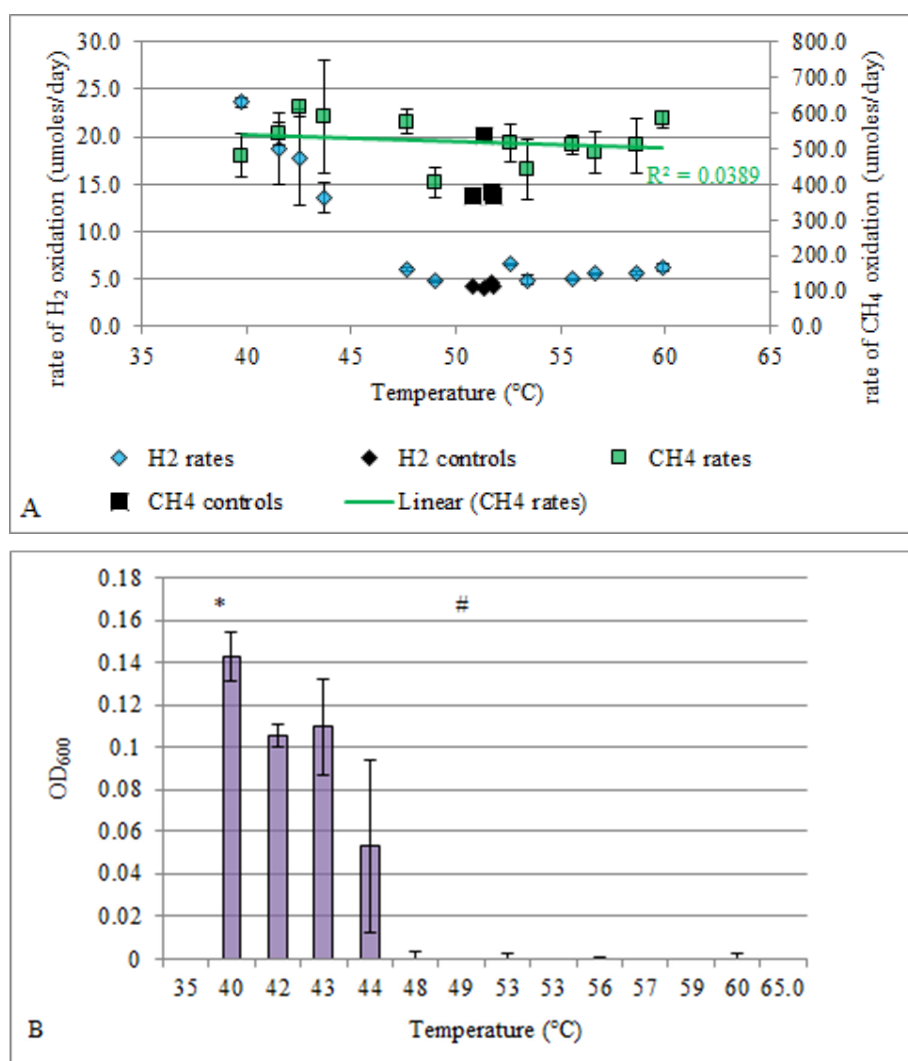 30.0 800.0
25.0 700.0
20.0 600.0
15.0 500.0
10.0 400.0
5.0 300.0
0.0 200.0
100.0
0.0
rate of H2 oxidation (umoles/day)
rate of CH4 oxidation (umoles/day)
R² = 0.0389
35 40 45 50 55 60 65
Temperature (°C)
H2 rates H2 controls CH4 rates
CH4 controls Linear (CH4 rates)
A
0.18
* #
0.16
0.14
0.12
0.1
0.08
0.06
0.04
0.02
0
OD600
35 40 42 43 44 48 49 53 53 56 57 59 60 65.0
Temperature (°C)
B